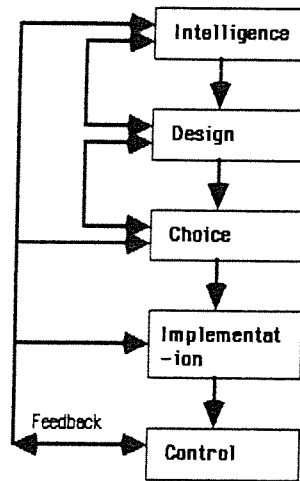 Intelligence
Design
Choice
Implementat
-ion
Feedback
Control